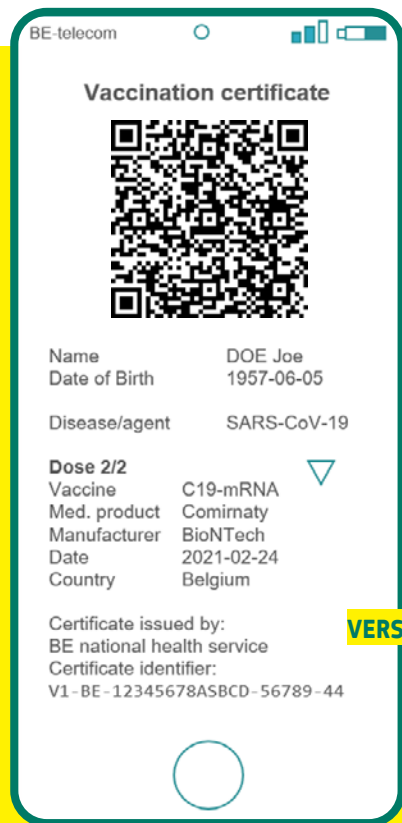 BE-telecom
Vaccination certificate
Name DOE Joe
Date of Birth 1957-06-05
Disease/agent SARS-CoV-19
Dose 2/2
Vaccine C19-mRNA
Med. product Comirnaty
Manufacturer BioNTech
Date 2021-02-24
Country Belgium
Certificate issued by:
BE national health service
Certificate identifier:
V1-BE-12345678ASBCD-56789-44
VERS